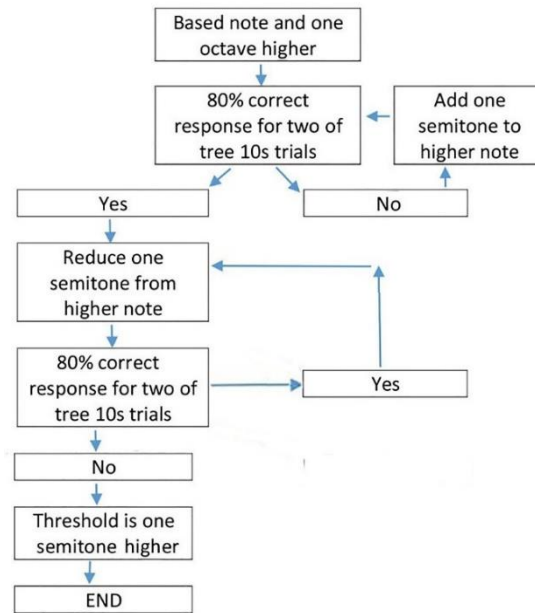 Based note and one
octave higher
80% correct
response for two of
tree 10s trials
Add one
semitone to
higher note
Yes
No
Reduce one
semitone from
higher note
80% correct
response for two of
tree 10s trials
Yes
No
Threshold is one
semitone higher
END